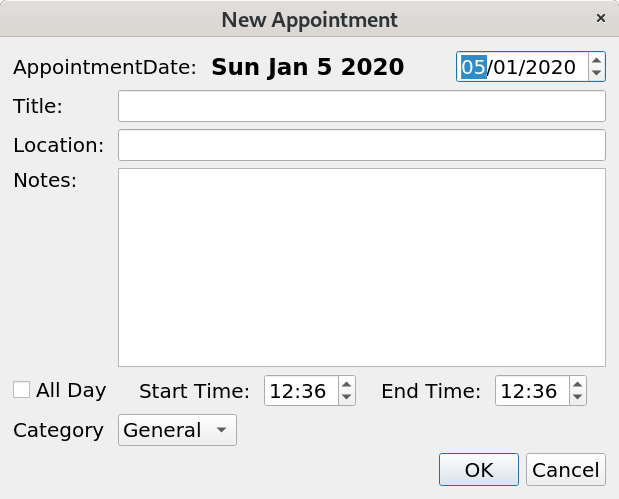 New Appointment ×
AppointmentDate: Sun Jan 5 2020 05/01/2020
Title:
Location:
Notes:
All Day Start Time: 12:36 End Time: 12:36
Category General
OK Cancel